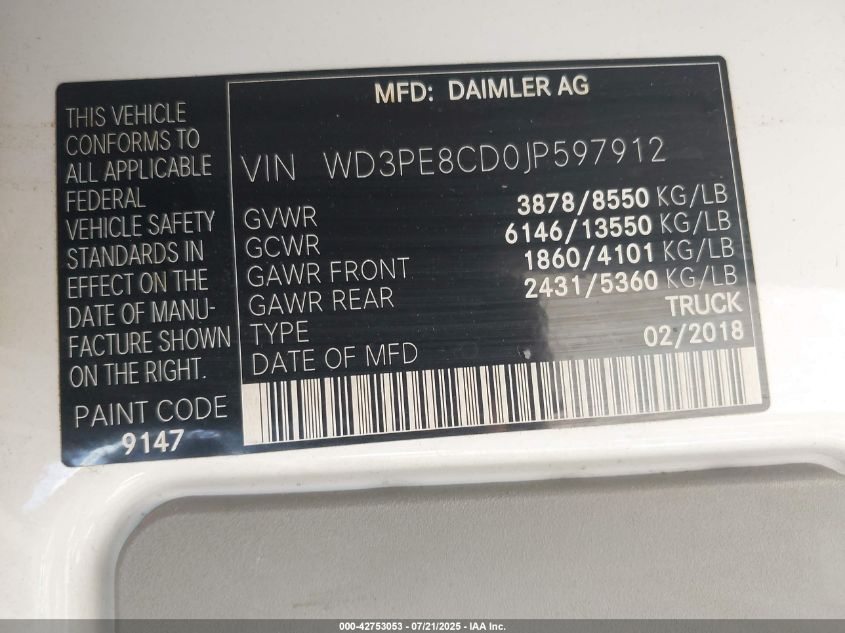 THIS VEHICLE
CONFORMS TO
ALL APPLICABLE
FEDERAL
VEHICLE SAFETY
STANDARDS IN
EFFECT ON THE
DATE OF MANU-
FACTURE SHOWN
ON THE RIGHT.
PAINT CODE
9147
MFD: DAIMLER AG
VIN WD3PE8CD0JP597912
GVWR 3878/8550 KG/LB
GCWR 6146/13550 KG/LB
GAWR FRONT 1860/4101 KG/LB
GAWR REAR 2431/5360 KG/LB
TYPE TRUCK
DATE OF MFD 02/2018
000-42753053 - 07/21/2025 - IAA Inc.